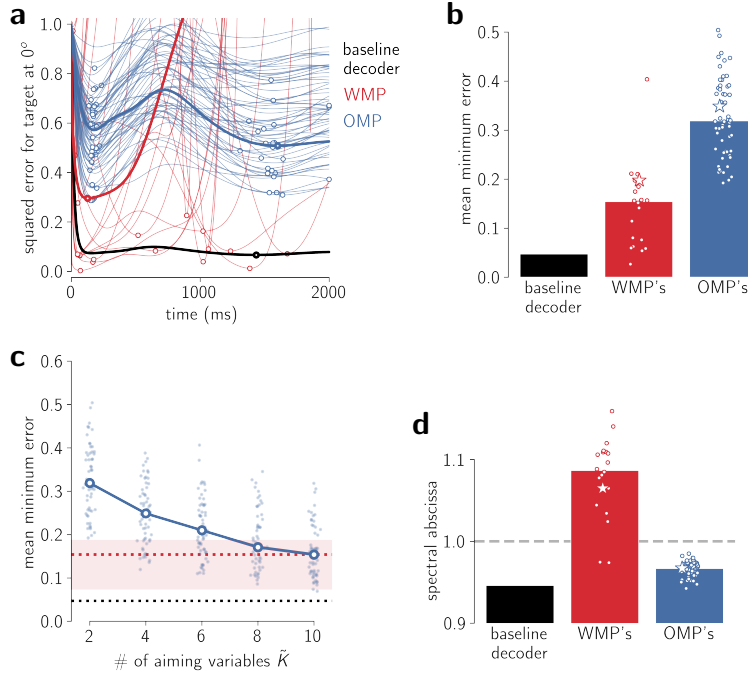 a
squared error for target at 0°
1.0
0.8
0.6
0.4
0.2
0.0
0
1000
2000
time (ms)
baseline
decoder
WMP
OMP
b
mean minimum error
0.5
0.4
0.3
0.2
0.1
0.0
baseline
decoder
WMP's
OMP's
c
mean minimum error
0.6
0.5
0.4
0.3
0.2
0.1
0.0
2
4
6
8
10
# of aiming variables K̃
d
spectral abscissa
1.1
1.0
0.9
baseline
decoder
WMP's
OMP's